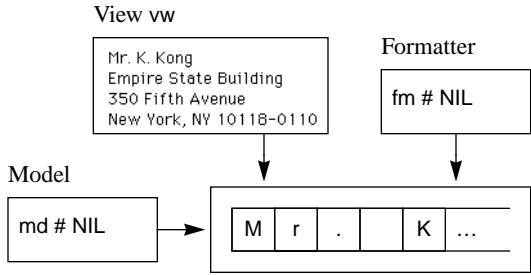 View vw
Mr. K. Kong
Empire State Building
350 Fifth Avenue
New York, NY 10118-0110
Formatter
fm # NIL
Model
md # NIL
M r . K ...